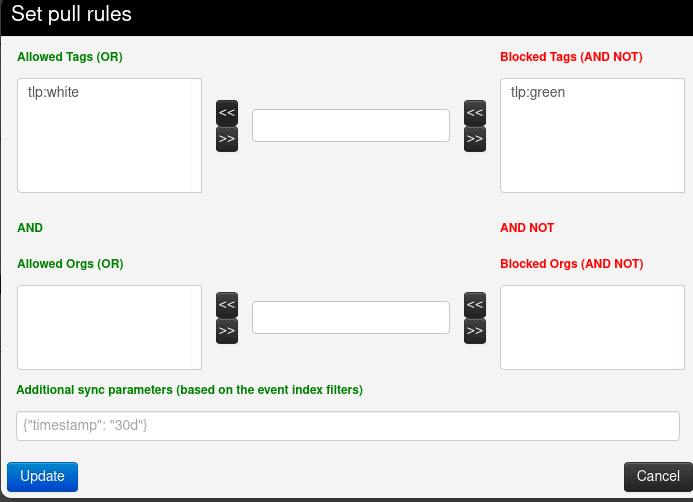 Set pull rules
Allowed Tags (OR)
Blocked Tags (AND NOT)
tlp:white
<<
>>
<<
>>
tlp:green
AND
AND NOT
Allowed Orgs (OR)
Blocked Orgs (AND NOT)
<<
>>
<<
>>
Additional sync parameters (based on the event index filters)
{"timestamp": "30d"}
Update
Cancel